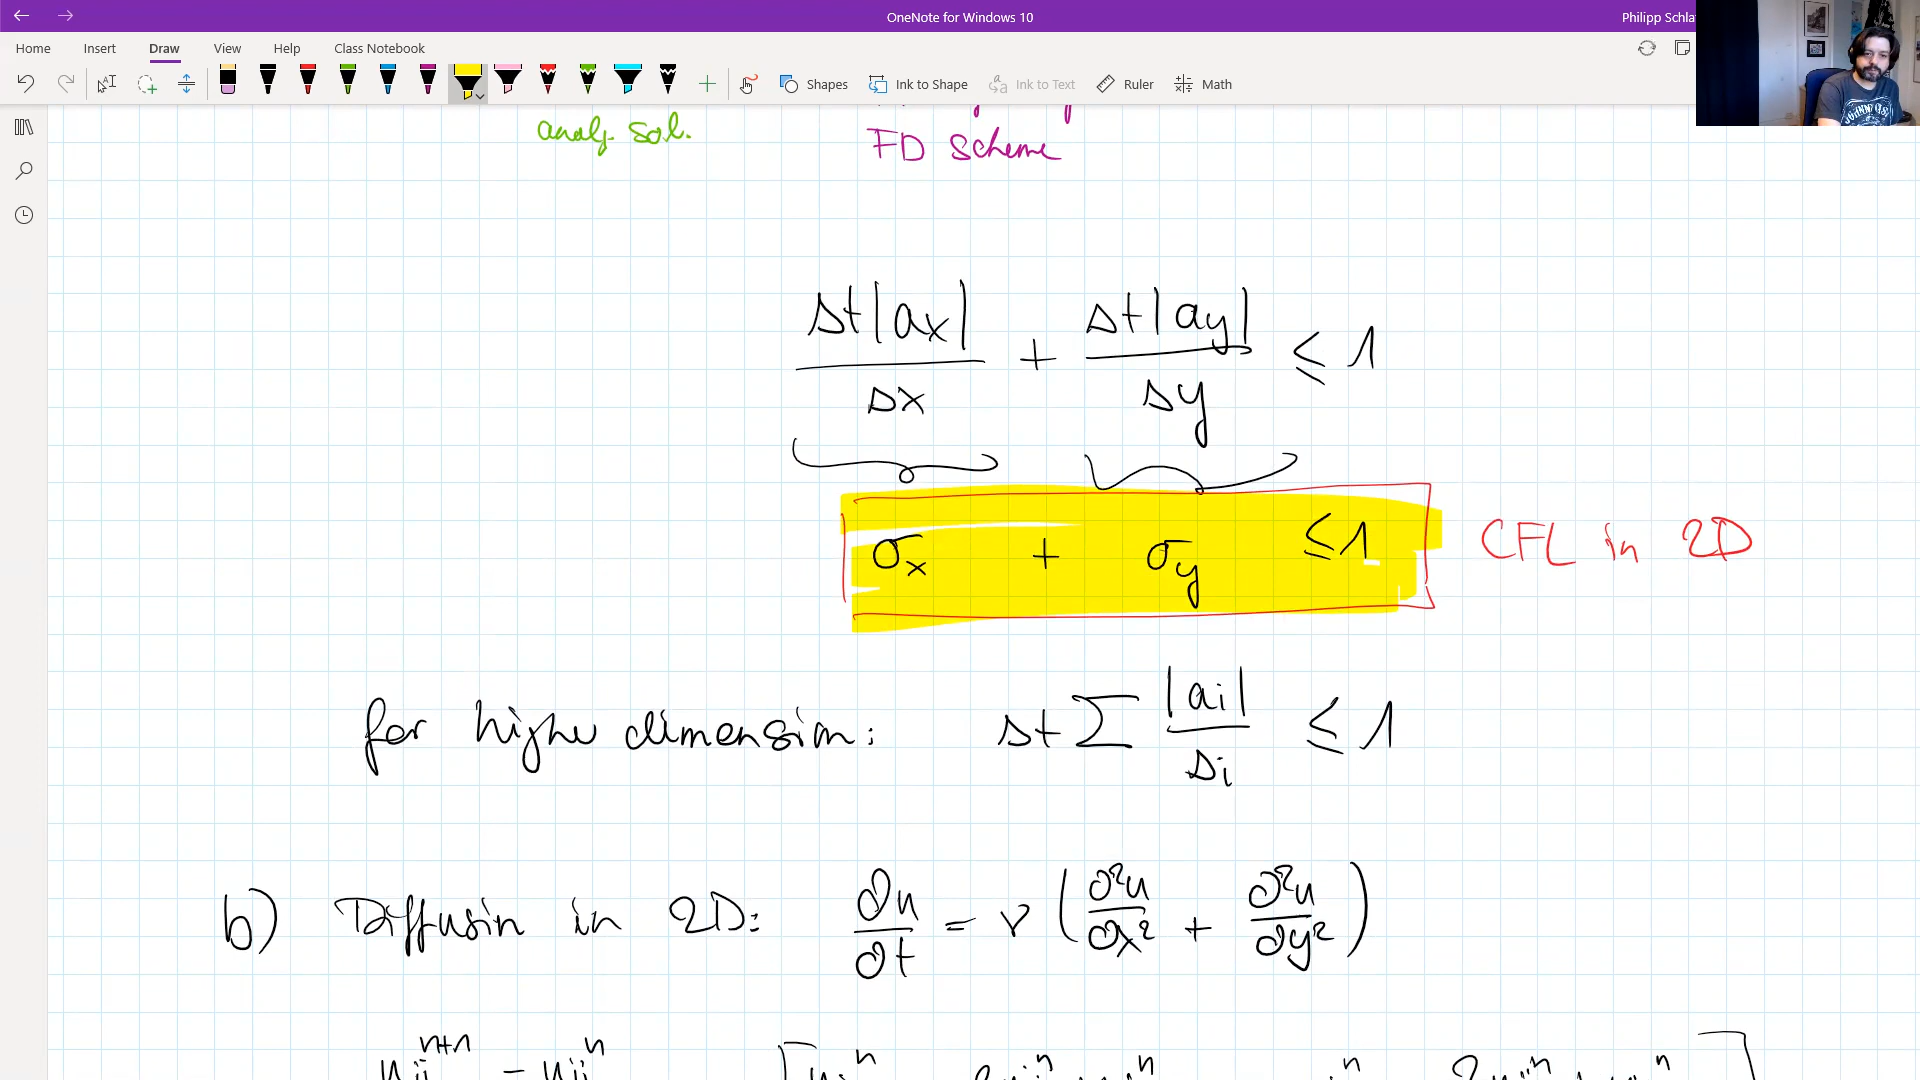 OneNote for Windows 10
Philipp Schla
Home Insert Draw View Help Class Notebook
Shapes Ink to Shape Ink to Text Ruler Math
analy. sol.
FD scheme
Δt|ax| / Δx + Δt|ay| / Δy ≤ 1
σx + σy ≤ 1 CFL in 2D
for higher dimension: Δt Σ |ai| / Δi ≤ 1
b) Diffusion in 2D: ∂u/∂t = ν (∂²u/∂x² + ∂²u/∂y²)